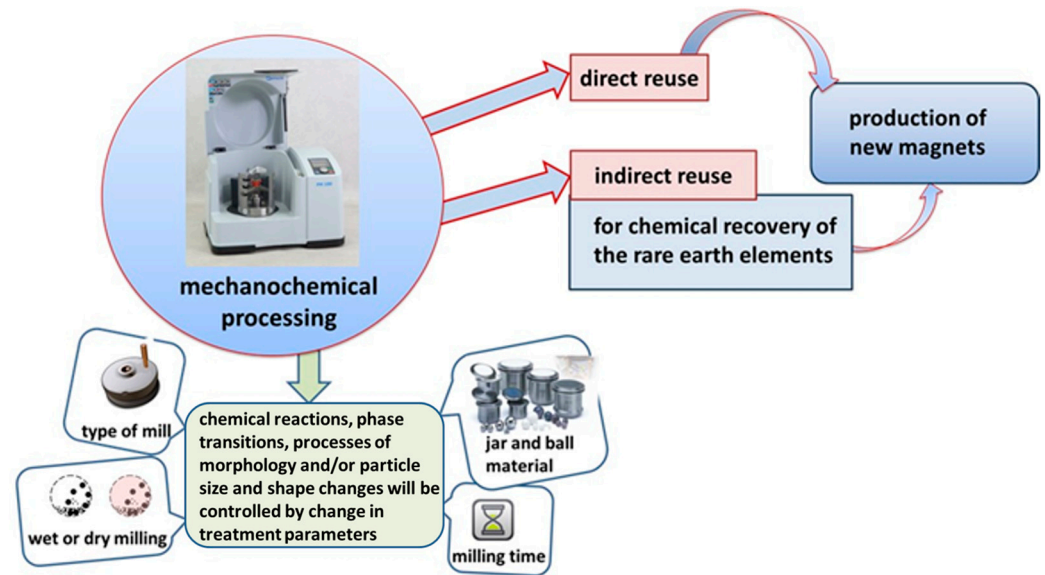 direct reuse
production of
new magnets
indirect reuse
for chemical recovery of
the rare earth elements
mechanochemical
processing
type of mill
chemical reactions, phase
transitions, processes of
morphology and/or particle
size and shape changes will be
controlled by change in
treatment parameters
jar and ball
material
wet or dry milling
milling time